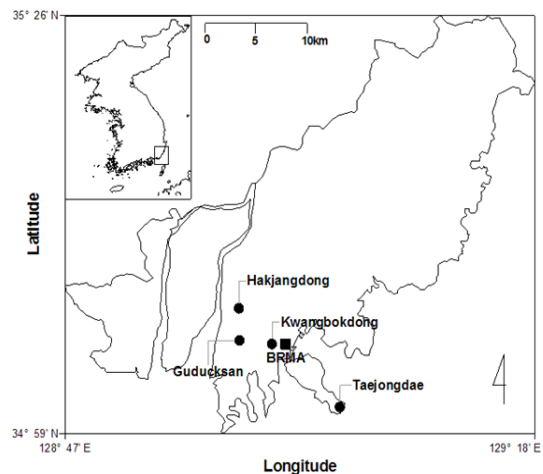 35° 26' N
0 5 10km
Latitude
Hakjangdong
Kwangbokdong
BRMA
Guducksan
Taejongdae
34° 59'
128° 47' E
129° 18' E
Longitude